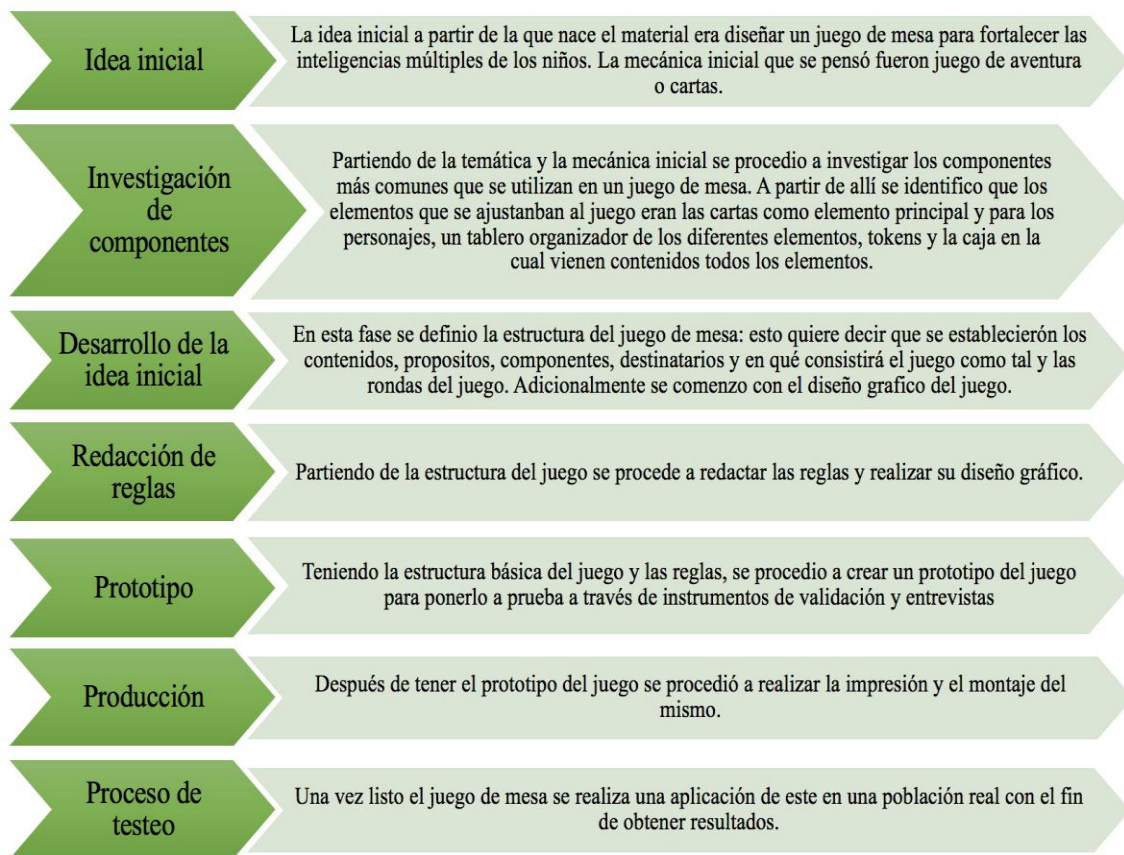 Idea inicial
La idea inicial a partir de la que nace el material era diseñar un juego de mesa para fortalecer las
inteligencias múltiples de los niños. La mecánica inicial que se pensó fueron juego de aventura
o cartas.
Investigación
de
componentes
Partiendo de la temática y la mecánica inicial se procedio a investigar los componentes
más comunes que se utilizan en un juego de mesa. A partir de allí se identifico que los
elementos que se ajustanban al juego eran las cartas como elemento principal y para los
personajes, un tablero organizador de los diferentes elementos, tokens y la caja en la
cual vienen contenidos todos los elementos.
Desarrollo de la
idea inicial
En esta fase se definio la estructura del juego de mesa: esto quiere decir que se establecierón los
contenidos, propositos, componentes, destinatarios y en qué consistirá el juego como tal y las
rondas del juego. Adicionalmente se comenzo con el diseño grafico del juego.
Redacción de
reglas
Partiendo de la estructura del juego se procede a redactar las reglas y realizar su diseño gráfico.
Prototipo
Teniendo la estructura básica del juego y las reglas, se procedio a crear un prototipo del juego
para ponerlo a prueba a través de instrumentos de validación y entrevistas
Producción
Después de tener el prototipo del juego se procedió a realizar la impresión y el montaje del
mismo.
Proceso de
testeo
Una vez listo el juego de mesa se realiza una aplicación de este en una población real con el fin
de obtener resultados.